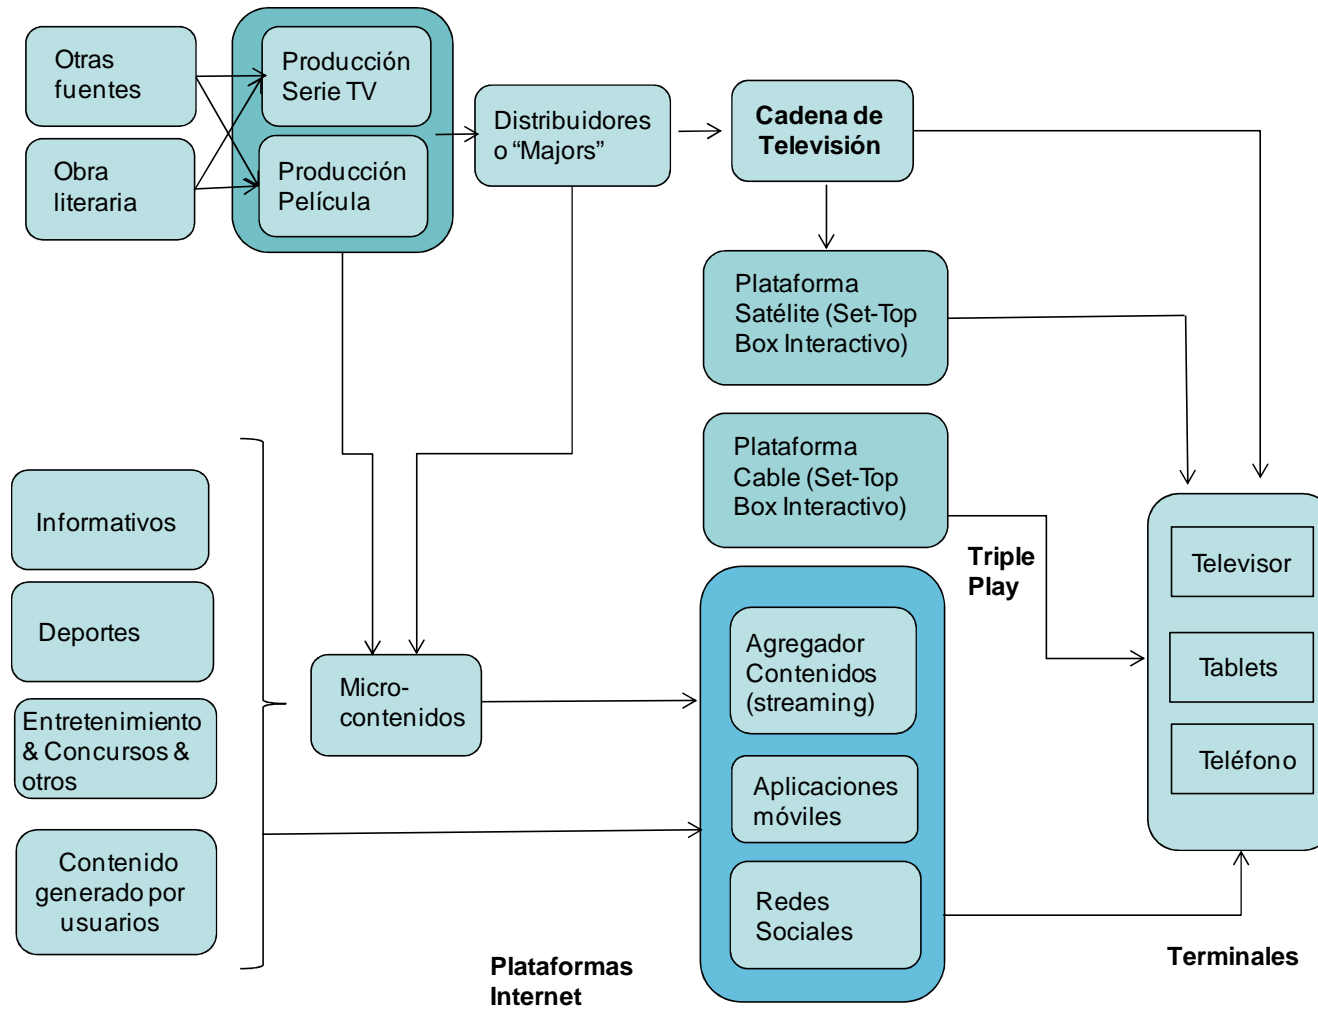 Otras
fuentes
Obra
literaria
Producción
Serie TV
Producción
Película
Distribuidores
o “Majors”
Cadena de
Televisión
Plataforma
Satélite (Set-Top
Box Interactivo)
Plataforma
Cable (Set-Top
Box Interactivo)
Triple
Play
Informativos
Deportes
Entretenimiento
& Concursos &
otros
Contenido
generado por
usuarios
Micro-
contenidos
Agregador
Contenidos
(streaming)
Aplicaciones
móviles
Redes
Sociales
Plataformas
Internet
Televisor
Tablets
Teléfono
Terminales